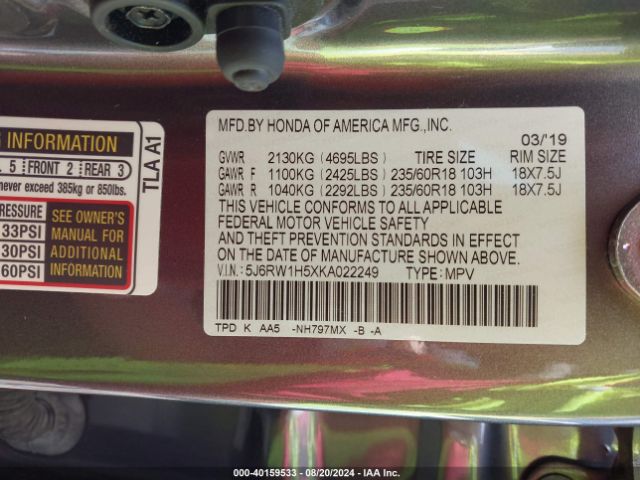 MFD.BY HONDA OF AMERICA MFG.,INC.
03/'19
GVWR 2130KG (4695LBS) TIRE SIZE RIM SIZE
GAWR F 1100KG (2425LBS) 235/60R18 103H 18X7.5J
GAWR R 1040KG (2292LBS) 235/60R18 103H 18X7.5J
THIS VEHICLE CONFORMS TO ALL APPLICABLE
FEDERAL MOTOR VEHICLE SAFETY
AND THEFT PREVENTION STANDARDS IN EFFECT
ON THE DATE OF MANUFACTURE SHOWN ABOVE.
V.I.N.: 5J6RW1H5XKA022249 TYPE: MPV
TPD K AA5 -NH797MX -B -A
INFORMATION
5 FRONT 2 REAR 3
never exceed 385kg or 850lbs.
PRESSURE
33PSI
30PSI
60PSI
SEE OWNER'S
MANUAL FOR
ADDITIONAL
INFORMATION
TLA A1
000-40159533 - 08/20/2024 - IAA Inc.